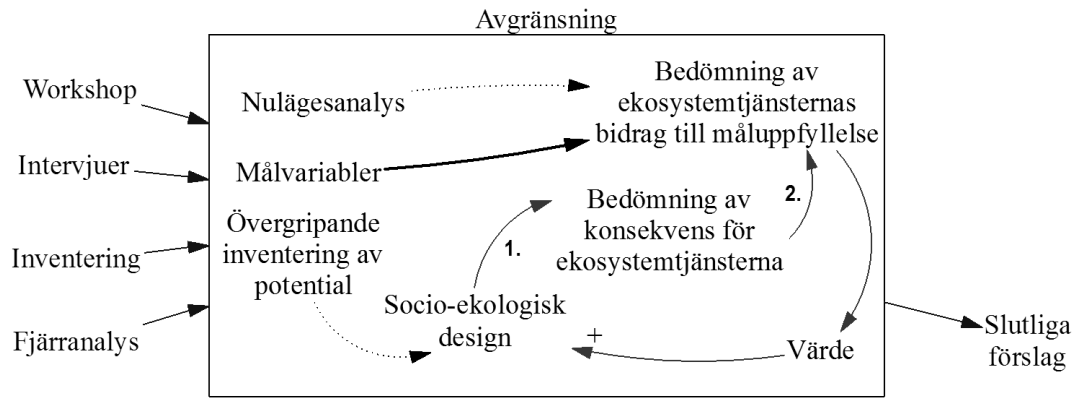 Avgränsning
Workshop
Intervjuer
Inventering
Fjärranalys
Nulägesanalys
Målvariabler
Övergripande
inventering av
potential
Socio-ekologisk
design
1.
Bedömning av
konsekvens för
ekosystemtjänsterna
2.
Bedömning av
ekosystemtjänsternas
bidrag till måluppfyllelse
Värde
+
Slutliga
förslag